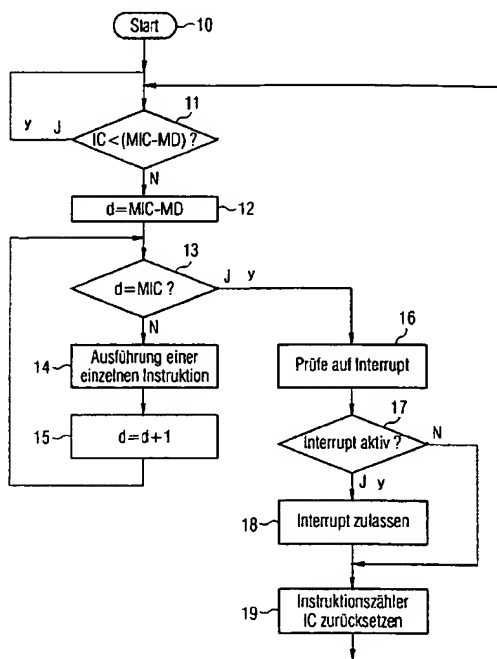 Start
10
11
y
J
IC<(MIC-MD) ?
N
d=MIC-MD
12
13
d=MIC ?
J
y
N
14
Ausführung einer
einzelnen Instruktion
15
d=d+1
16
Prüfe auf Interrupt
17
Interrupt aktiv ?
N
J
y
18
Interrupt zulassen
19
Instruktionszähler
IC zurücksetzen